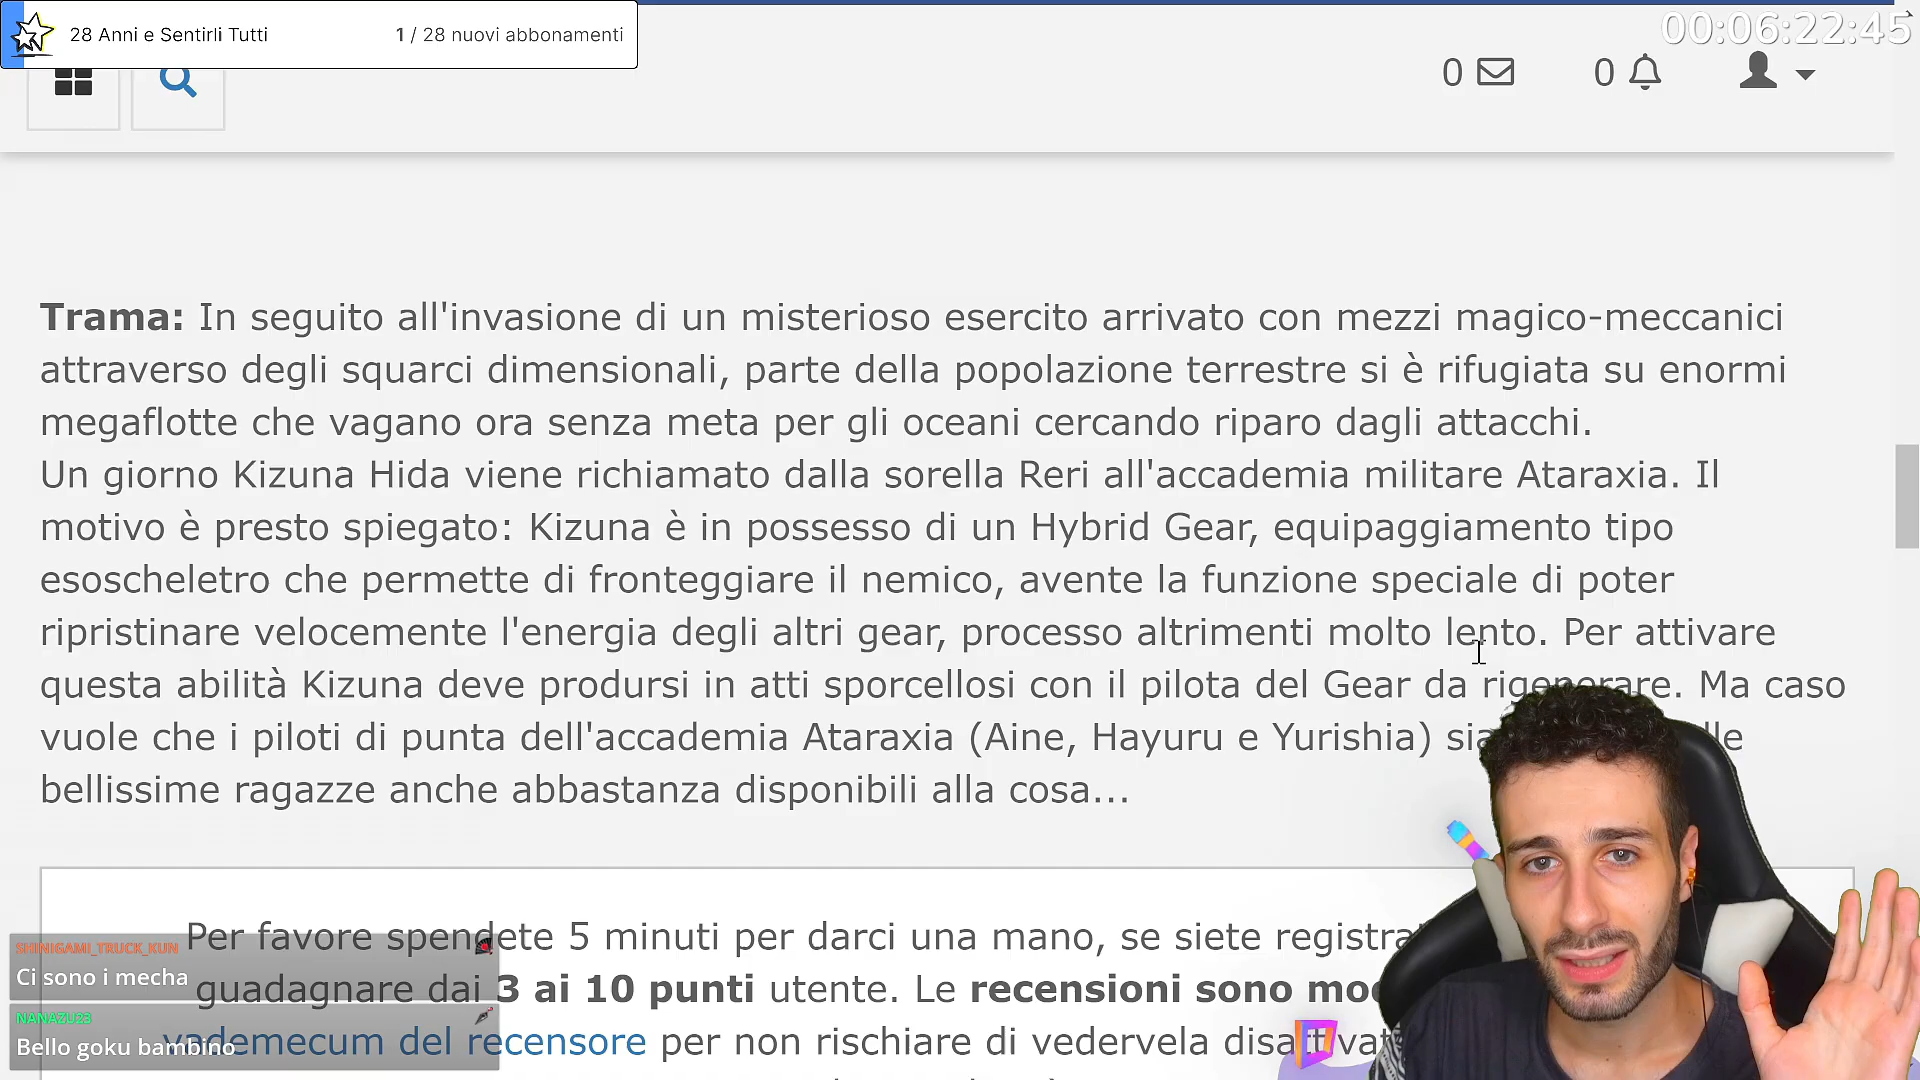 28 Anni e Sentirli Tutti 1 / 28 nuovi abbonamenti
00:06:22:45
0 0
Trama: In seguito all'invasione di un misterioso esercito arrivato con mezzi magico-meccanici
attraverso degli squarci dimensionali, parte della popolazione terrestre si è rifugiata su enormi
megaflotte che vagano ora senza meta per gli oceani cercando riparo dagli attacchi.
Un giorno Kizuna Hida viene richiamato dalla sorella Reri all'accademia militare Ataraxia. Il
motivo è presto spiegato: Kizuna è in possesso di un Hybrid Gear, equipaggiamento tipo
esoscheletro che permette di fronteggiare il nemico, avente la funzione speciale di poter
ripristinare velocemente l'energia degli altri gear, processo altrimenti molto lento. Per attivare
questa abilità Kizuna deve prodursi in atti sporcellosi con il pilota del Gear da rigenerare. Ma caso
vuole che i piloti di punta dell'accademia Ataraxia (Aine, Hayuru e Yurishia)
bellissime ragazze anche abbastanza disponibili alla cosa...
Per favore spendete 5 minuti per darci una mano, se siete
guadagnare dai 3 ai 10 punti utente. Le recensioni sono
vademecum del recensore per non rischiare di vedervela
SHINIGAMI_TRUCK_KUN
Ci sono i mecha
NANAZU23
Bello goku bambino